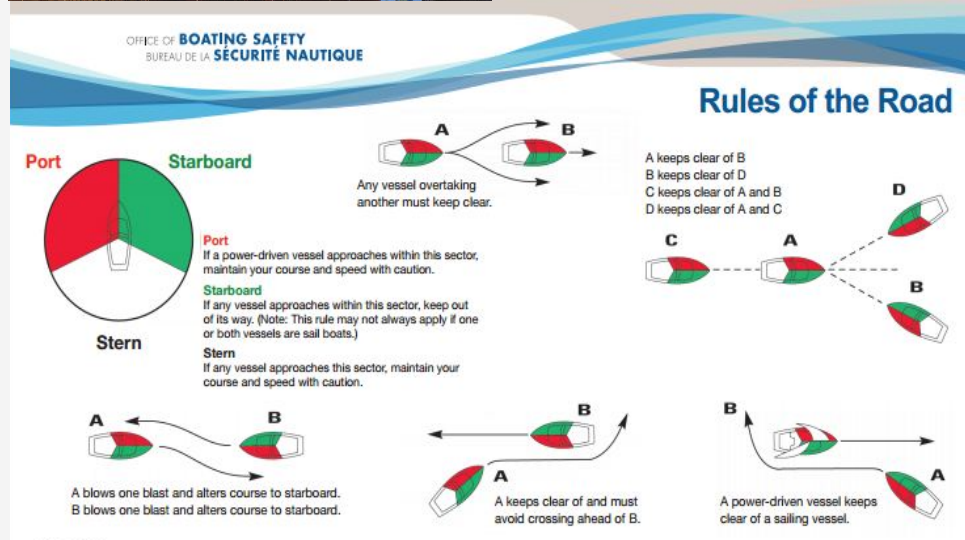 OFFICE OF BOATING SAFETY
BUREAU DE LA SÉCURITÉ NAUTIQUE
Rules of the Road
Port
Starboard
Stern
A
B
Any vessel overtaking
another must keep clear.
A keeps clear of B
B keeps clear of D
C keeps clear of A and B
D keeps clear of A and C
D
C
A
B
Port
If a power-driven vessel approaches within this sector,
maintain your course and speed with caution.
Starboard
If any vessel approaches within this sector, keep out
of its way. (Note: This rule may not always apply if one
or both vessels are sail boats.)
Stern
If any vessel approaches this sector, maintain your
course and speed with caution.
A
B
A blows one blast and alters course to starboard.
B blows one blast and alters course to starboard.
B
A
A keeps clear of and must
avoid crossing ahead of B.
B
A
A power-driven vessel keeps
clear of a sailing vessel.